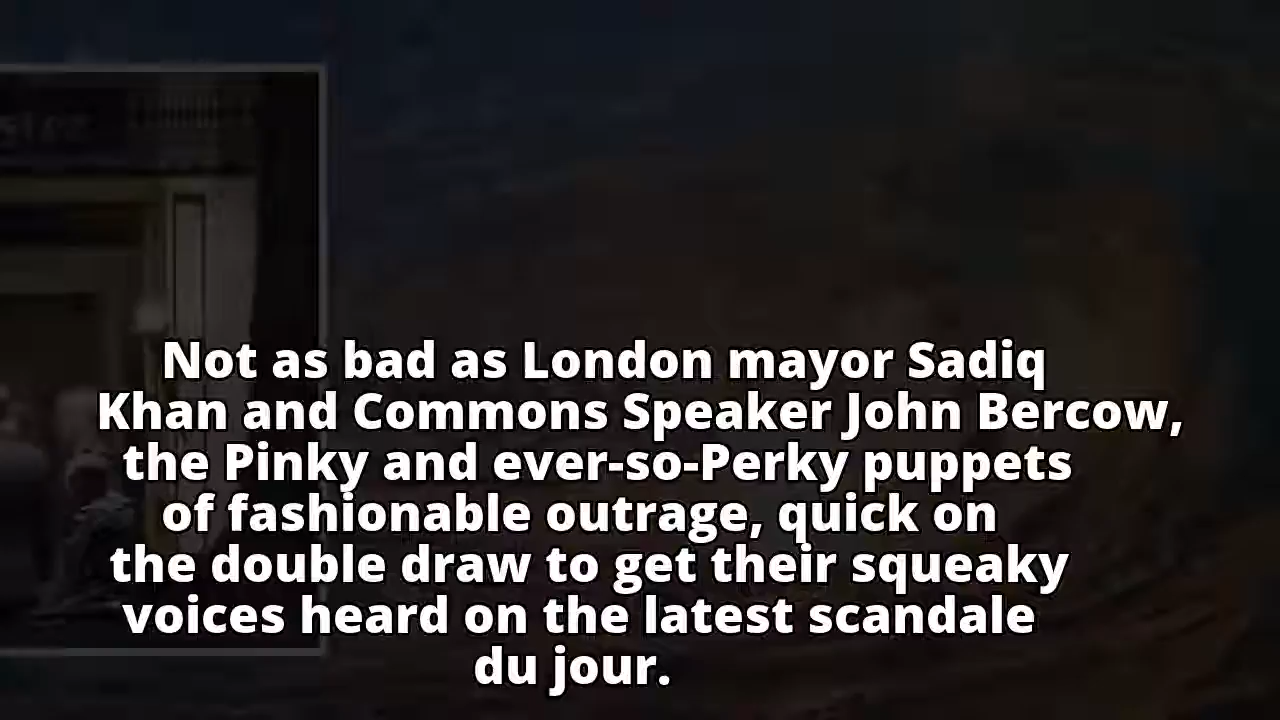 Not as bad as London mayor Sadiq
Khan and Commons Speaker John Bercow,
the Pinky and ever-so-Perky puppets
of fashionable outrage, quick on
the double draw to get their squeaky
voices heard on the latest scandale
du jour.